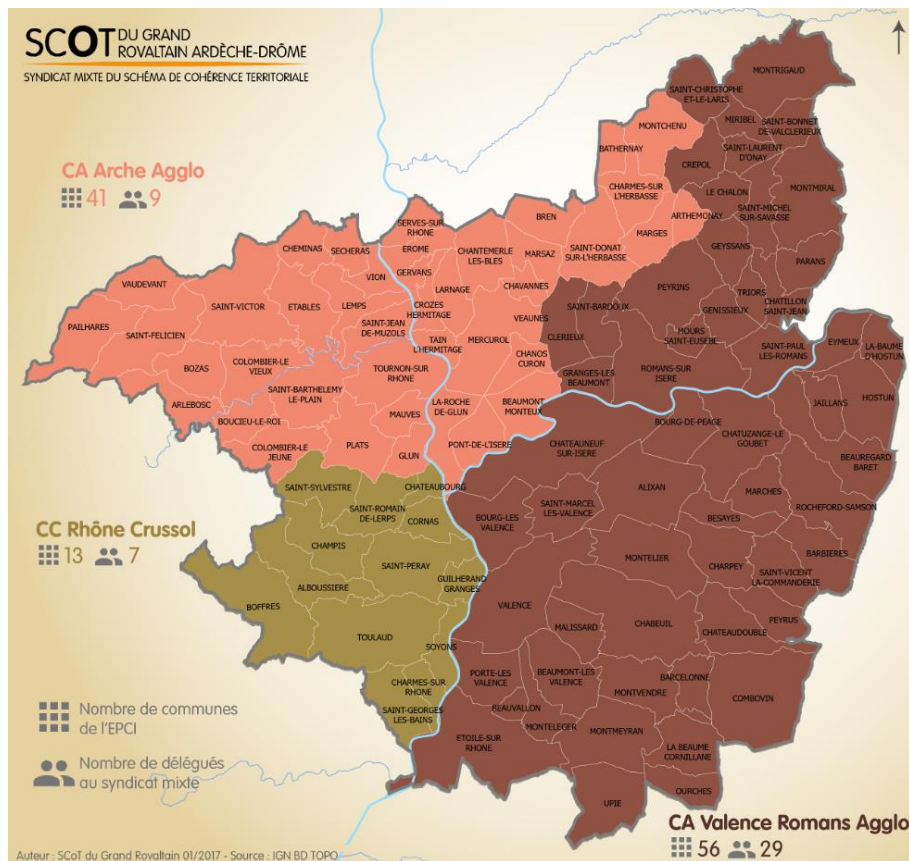 SCOT DU GRAND
ROVALTAIN ARDÈCHE-DRÔME
SYNDICAT MIXTE DU SCHÉMA DE COHÉRENCE TERRITORIALE
MONTRIGAUD
SAINT-CHRISTOPHE
ET-LE-LARIS
MONTCHENU
MIRIBEL
SAINT-BONNET
DE-VALCLERIEUX
BATHERNAY
SAINT-LAURENT
D'ONAY
CREPOL
CA Arche Agglo
41 9
CHARMES-SUR
L'HERBASSE
LE CHALON
MONTMIRAL
SAINT-MICHEL
SUR-SAVASSE
ARTHEMONAY
BREN
SERVES-SUR
RHONE
MARGES
CHEMINAS
SECHERAS
EROME
CHANTEMERLE
LES-BLES
MARSAZ
SAINT-DONAT
SUR-L'HERBASSE
GEYSSANS
PARANS
VION
GERVANS
VAUDEVANT
LARNAGE
CHAVANNES
PEYRINS
TRIORS
SAINT-VICTOR
ETABLES
LEMPS
CROZES
HERMITAGE
SAINT-BARDOUX
GENISSIEUX
CHATILLON
SAINT-JEAN
PAILHARES
SAINT-FELICIEN
SAINT-JEAN
DE-MUZOLS
VEAUNES
CLERIEUX
MOURS
SAINT-EUSEBE
TAIN
L'HERMITAGE
MERCUROL
SAINT-PAUL
LES-ROMANS
EYMEUX
LA-BAUME
D'HOSTUN
BOZAS
COLOMBIER-LE
VIEUX
TOURNON-SUR
RHONE
CHANOS
CURON
GRANGES-LES
BEAUMONT
ROMANS-SUR
ISERE
SAINT-BARTHELEMY
LE-PLAIN
LA-ROCHE
DE-GLUN
BEAUMONT
MONTEUX
JAILLANS
HOSTUN
ARLEBOSC
BOUCIEU-LE-ROI
MAUVES
BOURG-DE-PEAGE
CHATUZANGE-LE
GOUBET
COLOMBIER-LE
JEUNE
PLATS
GLUN
PONT-DE-L'ISERE
CHATEAUNEUF
SUR-ISERE
BEAUREGARD
BARET
SAINT-SYLVESTRE
CHATEAUBOURG
ALIXAN
MARCHES
SAINT-ROMAIN
DE-LERPS
CORNAS
BOURG-LES
VALENCE
SAINT-MARCEL
LES-VALENCE
BESAYES
ROCHEFORD-SAMSON
CC Rhône Crussol
13 7
CHAMPIS
SAINT-PERAY
MONTELIER
CHARPEY
BARBIERES
SAINT-VICENT
LA-COMMANDERIE
GUILHERAND
GRANGES
ALBOUSSIERE
BOFFRES
VALENCE
MALISSARD
CHABEUIL
PEYRUS
CHATEAUDOUBLE
TOULAUD
SOYONS
PORTE-LES
VALENCE
BEAUMONT-LES
VALENCE
BARCELONNE
CHARMES-SUR
RHONE
MONTVENDRE
COMBOVIN
SAINT-GEORGES
LES-BAINS
BEAUVALLON
MONTELEGER
MONTMEYRAN
ETOILE-SUR
RHONE
LA BEAUME
CORNILLANE
OURCHES
UPIE
Nombre de communes
de l'EPCI
Nombre de délégués
au syndicat mixte
CA Valence Romans Agglo
56 29
Auteur : SCoT du Grand Rovaltain 01/2017 - Source : IGN BD TOPO